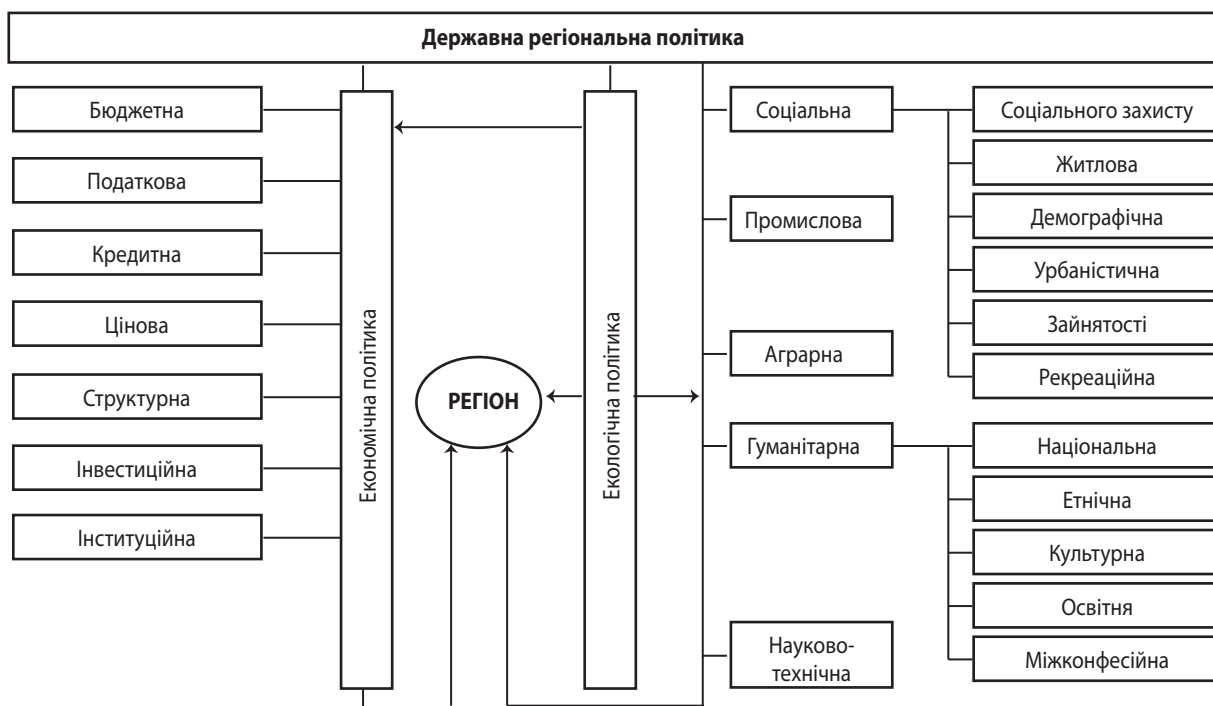 Державна регіональна політика
Бюджетна
Податкова
Кредитна
Цінова
Структурна
Інвестиційна
Інституційна
Економічна політика
РЕГІОН
Екологічна політика
Соціальна
Промислова
Аграрна
Гуманітарна
Науково-
технічна
Соціального захисту
Житлова
Демографічна
Урбаністична
Зайнятості
Рекреаційна
Національна
Етнічна
Культурна
Освітня
Міжконфесійна